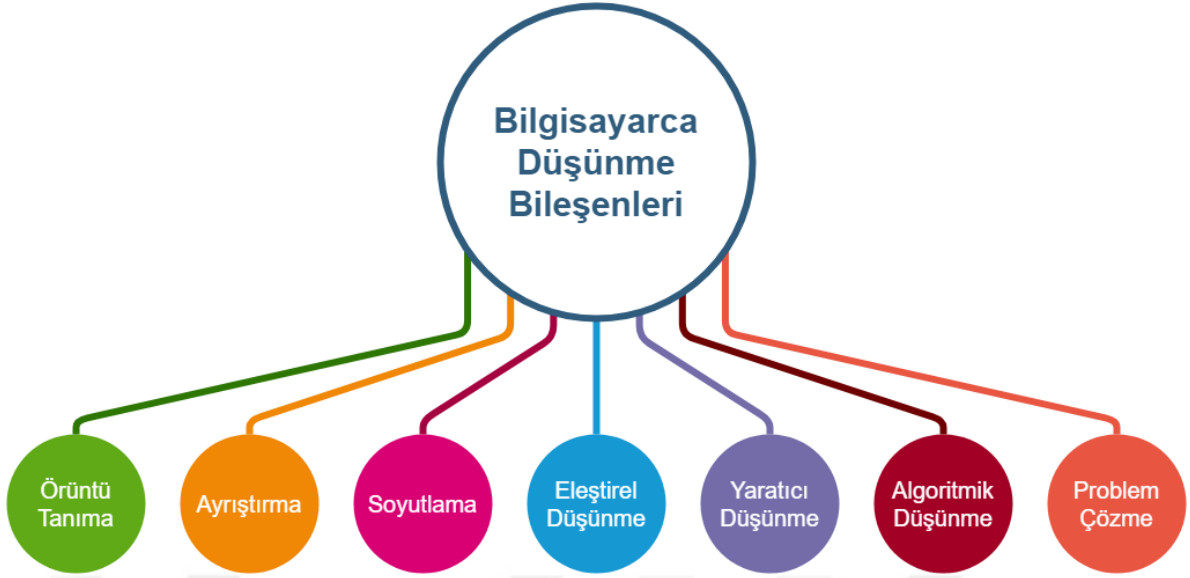 Bilgisayarca
Düşünme
Bileşenleri
Örüntü
Tanıma
Ayrıştırma
Soyutlama
Eleştirel
Düşünme
Yaratıcı
Düşünme
Algoritmik
Düşünme
Problem
Çözme